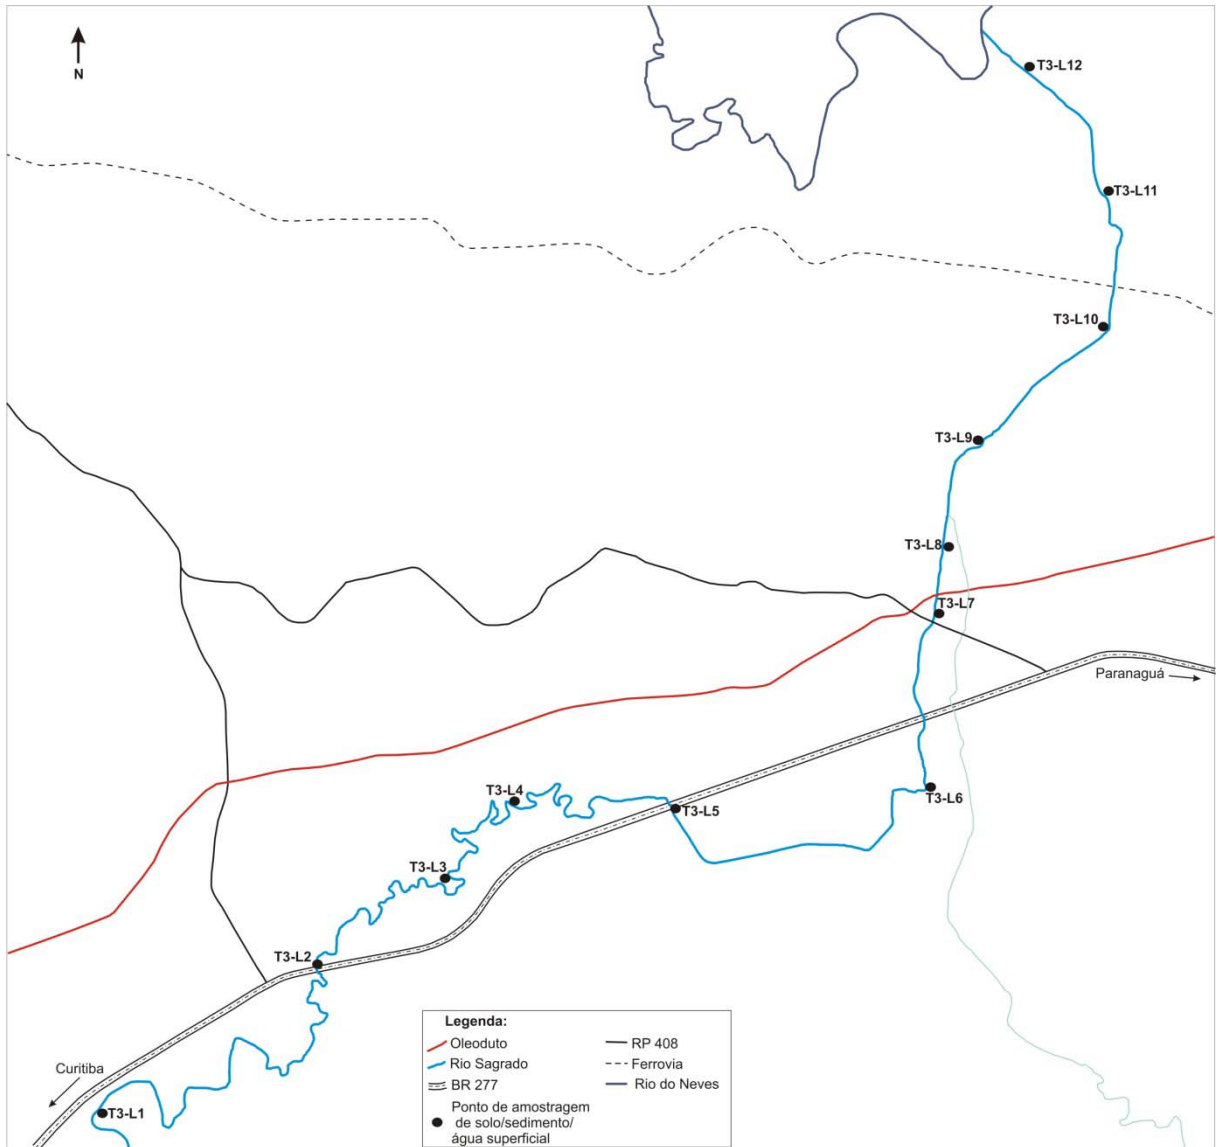 N
T3-L12
T3-L11
T3-L10
T3-L9
T3-L8
T3-L7
Paranaguá
T3-L6
T3-L4
T3-L5
T3-L3
T3-L2
Curitiba
T3-L1
Legenda:
Oleoduto
RP 408
Rio Sagrado
Ferrovia
BR 277
Rio do Neves
Ponto de amostragem
de solo/sedimento/
água superficial